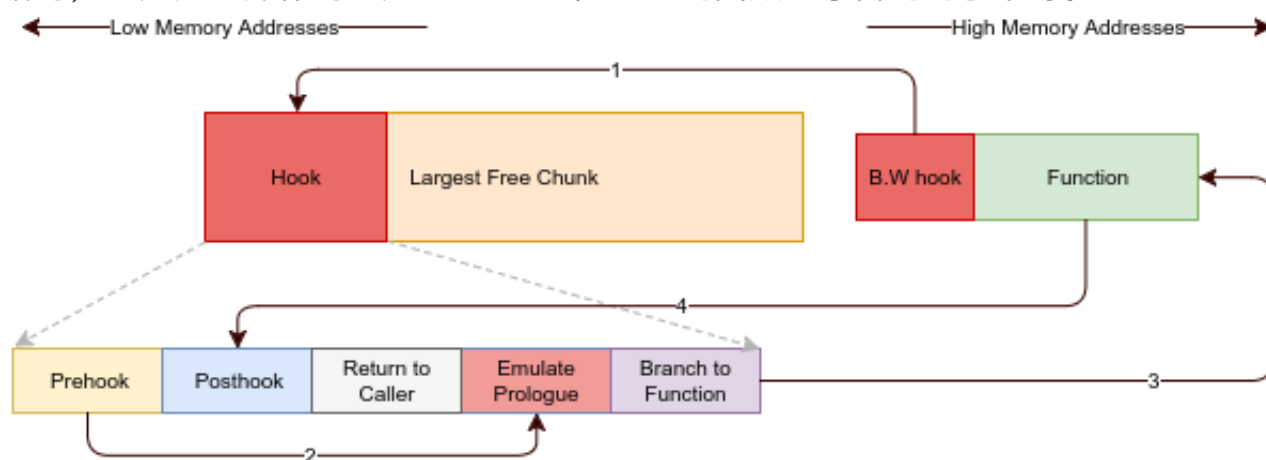 Low Memory Addresses
High Memory Addresses
1
Hook
Largest Free Chunk
B.W hook
Function
4
Prehook
Posthook
Return to
Caller
Emulate
Prologue
Branch to
Function
3
2